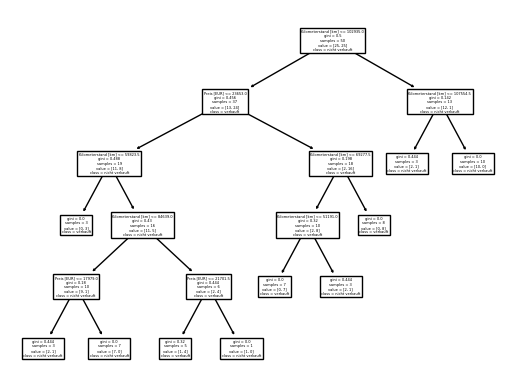 Kilometerstand [km] <=
gini = 0.5
samples = 50
value = [25, 25]
class = nicht verkauft
Preis [EUR] <=
gini = 0.456
samples = 37
value = [13, 24]
class = verkauft
Kilometerstand [km] <= 107554.5
gini = 0.142
samples = 13
value = [12, 1]
class = nicht verkauft
Kilometerstand [km] <=
gini = 0.488
samples = 19
value = [11, 8]
class = nicht verkauft
Kilometerstand [km] <= 69277.5
gini = 0.198
samples = 18
value = [2, 16]
class = verkauft
gini = 0.444
samples = 3
value = [2, 1]
class = nicht verkauft
gini = 0.0
samples = 10
value = [10, 0]
class = nicht verkauft
gini = 0.0
samples = 3
value = [0, 3]
class = verkauft
Kilometerstand [km] <= 84639.0
gini = 0.43
samples = 16
value = [11, 5]
class = nicht verkauft
Kilometerstand [km] <= 51191.0
gini = 0.32
samples = 10
value = [2, 8]
class = verkauft
gini = 0.0
samples = 8
value = [0, 8]
class = verkauft
Preis [EUR] <= 17979.0
gini = 0.18
samples = 10
value = [9, 1]
class = nicht verkauft
Preis [EUR] <= 21701.5
gini = 0.444
samples = 6
value = [2, 4]
class = verkauft
gini = 0.0
samples = 7
value = [0, 7]
class = verkauft
gini = 0.444
samples = 3
value = [2, 1]
class = nicht verkauft
gini = 0.444
samples = 3
value = [2, 1]
class = nicht verkauft
gini = 0.0
samples = 7
value = [7, 0]
class = nicht verkauft
gini = 0.32
samples = 5
value = [1, 4]
class = verkauft
gini = 0.0
samples = 1
value = [1, 0]
class = nicht verkauft